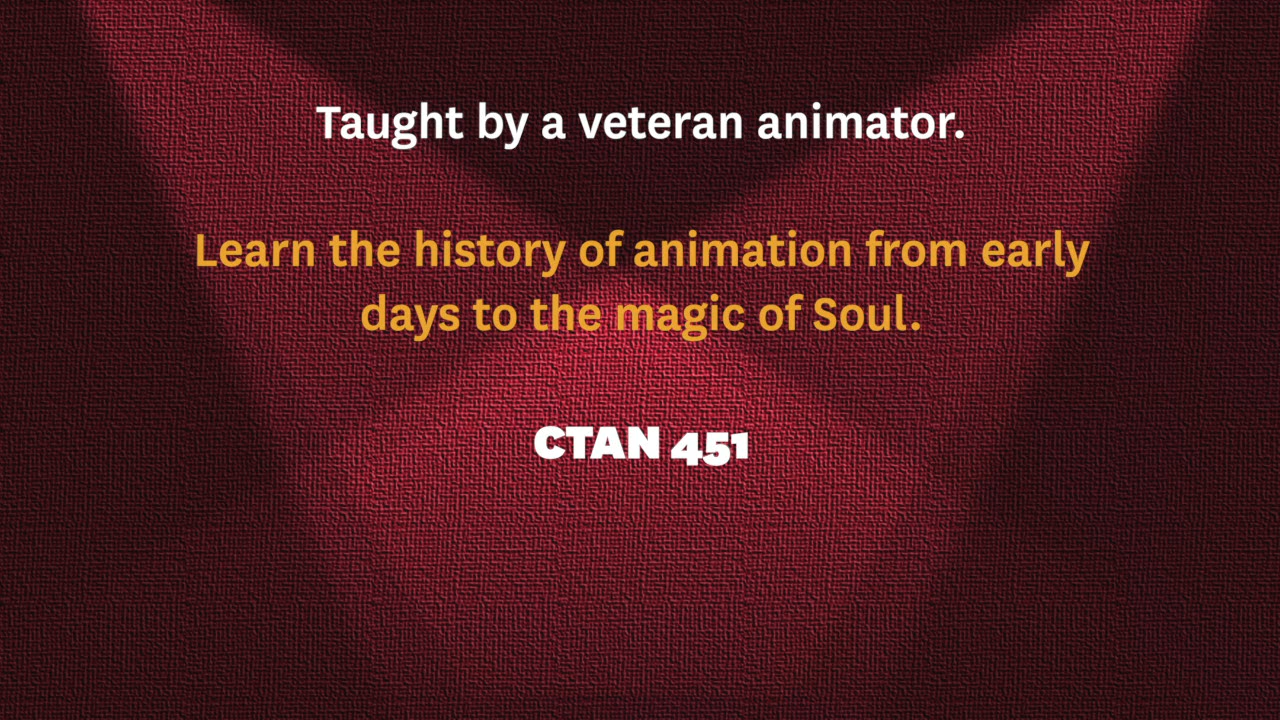 Taught by a veteran animator.
Learn the history of animation from early
days to the magic of Soul.
CTAN 451